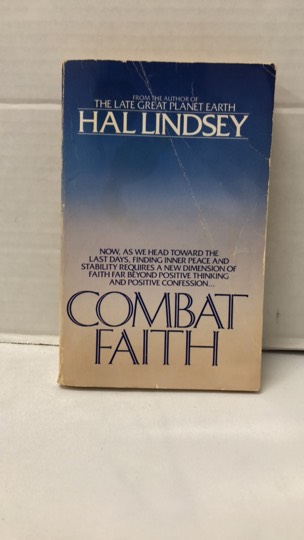 FROM THE AUTHOR OF
THE LATE GREAT PLANET EARTH
HAL LINDSEY
NOW, AS WE HEAD TOWARD THE
LAST DAYS, FINDING INNER PEACE AND
STABILITY REQUIRES A NEW DIMENSION OF
FAITH FAR BEYOND POSITIVE THINKING
AND POSITIVE CONFESSION...
COMBAT
FAITH